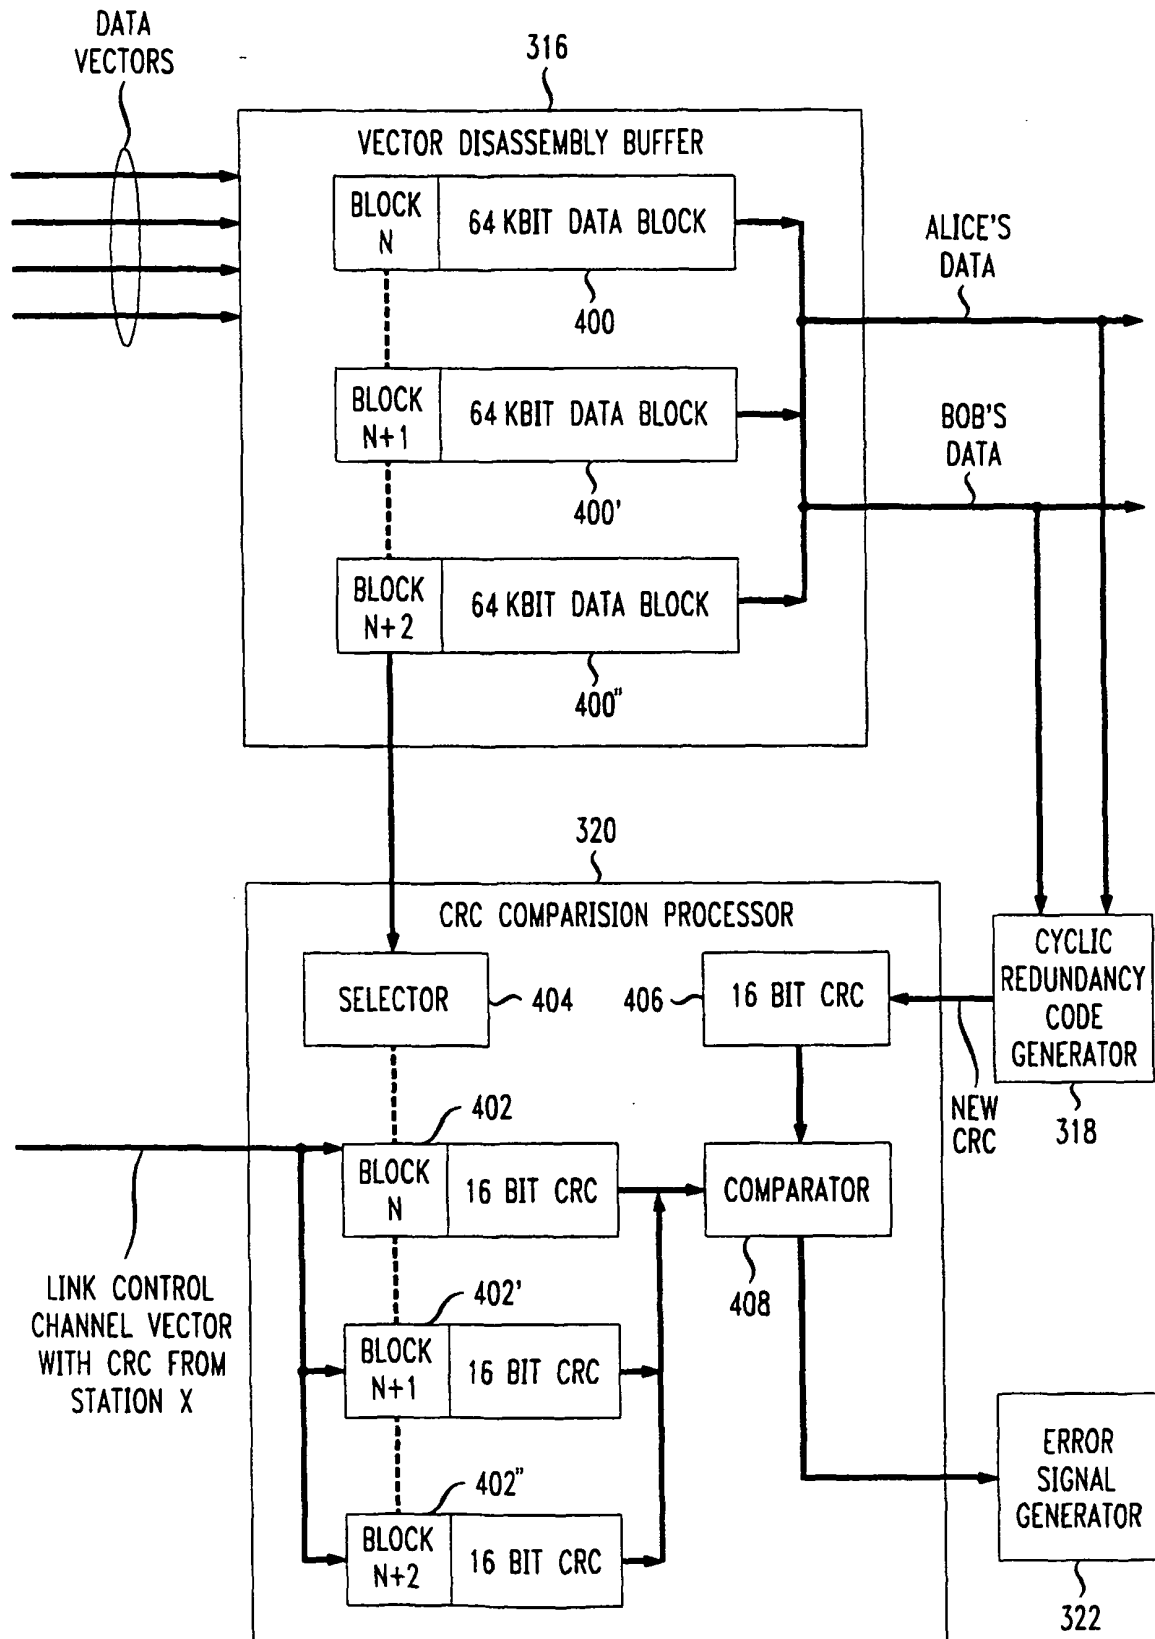 DATA
VECTORS
316
VECTOR DISASSEMBLY BUFFER
BLOCK
N
64 KBIT DATA BLOCK
400
BLOCK
N+1
64 KBIT DATA BLOCK
400'
BLOCK
N+2
64 KBIT DATA BLOCK
400"
ALICE'S
DATA
BOB'S
DATA
320
CRC COMPARISION PROCESSOR
SELECTOR
404
406
16 BIT CRC
CYCLIC
REDUNDANCY
CODE
GENERATOR
318
NEW
CRC
402
BLOCK
N
16 BIT CRC
COMPARATOR
408
LINK CONTROL
CHANNEL VECTOR
WITH CRC FROM
STATION X
402'
BLOCK
N+1
16 BIT CRC
402"
BLOCK
N+2
16 BIT CRC
ERROR
SIGNAL
GENERATOR
322